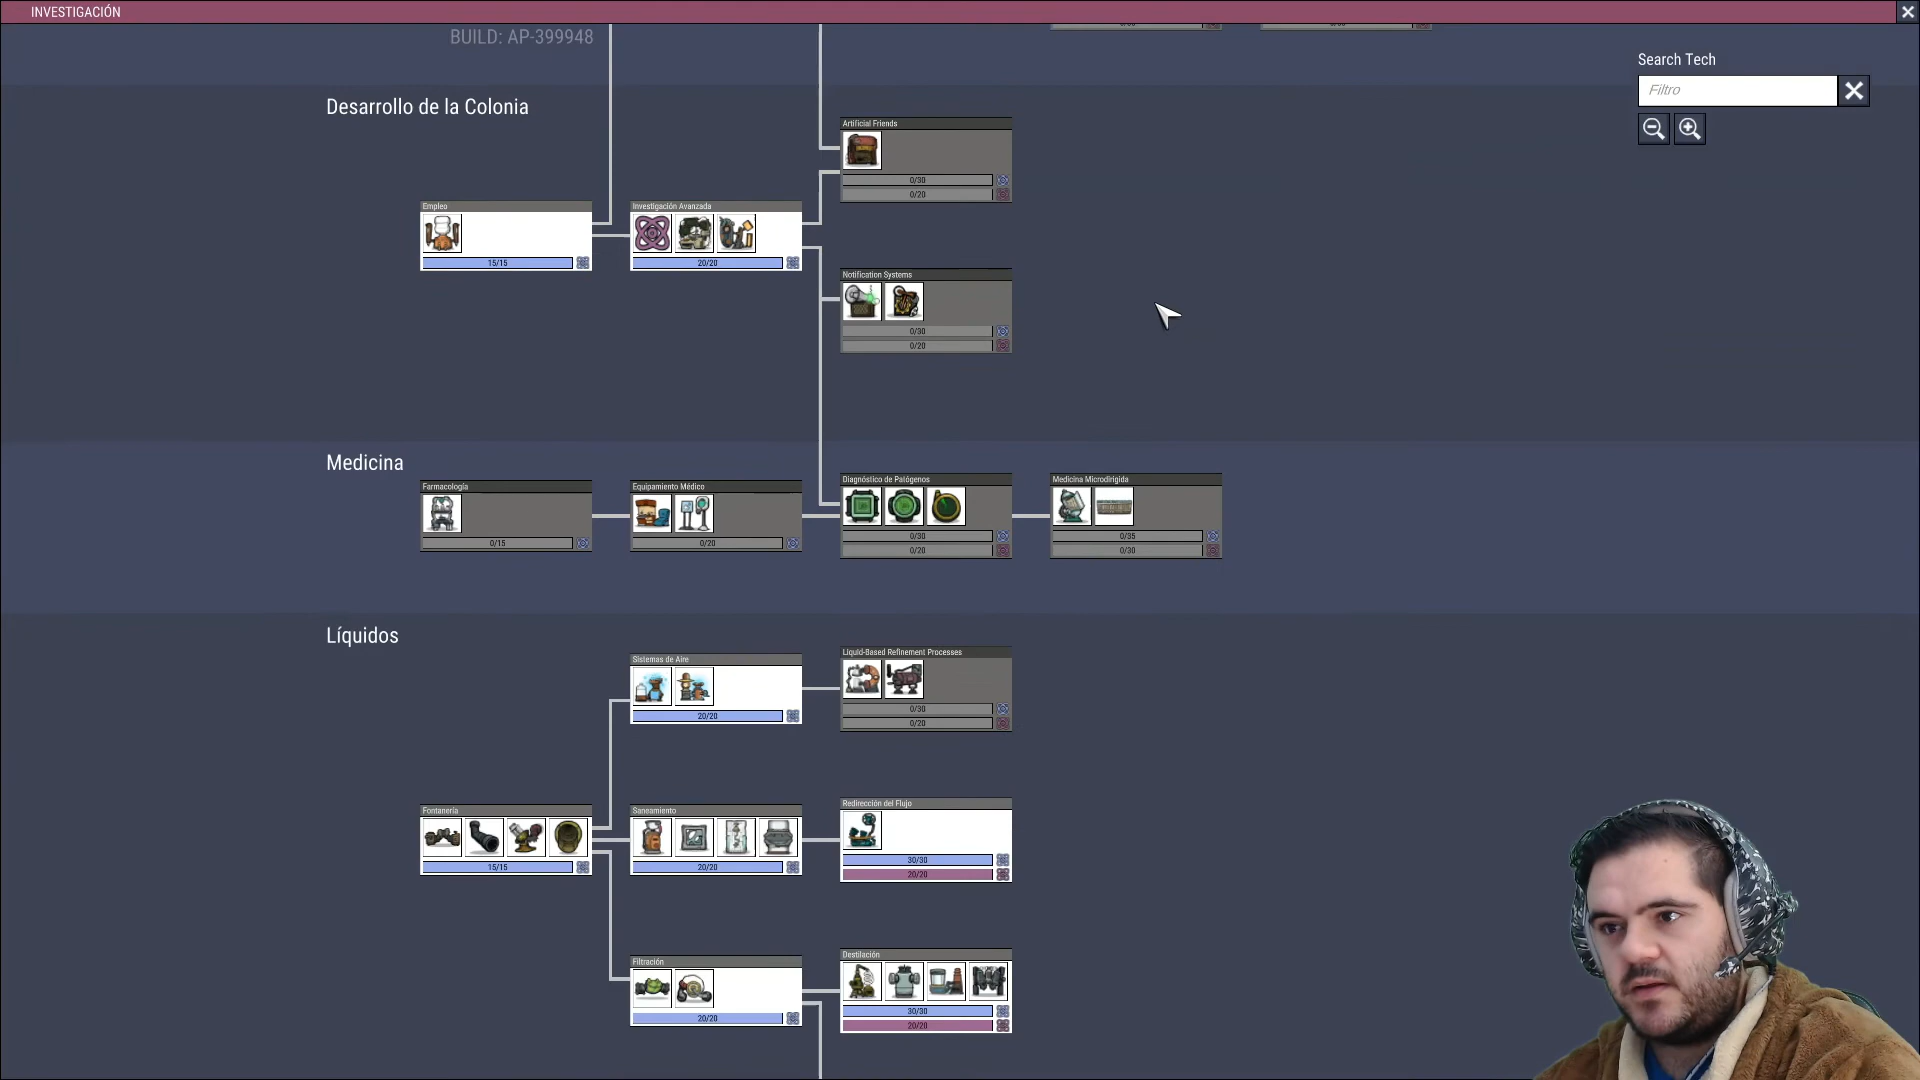 INVESTIGACIÓN
BUILD: AP-399948
Search Tech
Filtro
Desarrollo de la Colonia
Artificial Friends
0/30
0/20
Empleo
15/15
Investigación Avanzada
20/20
Notification Systems
0/30
0/20
Medicina
Farmacología
0/15
Equipamiento Médico
0/20
Diagnóstico de Patógenos
0/30
0/20
Medicina Microdirigida
0/35
0/30
Líquidos
Sistemas de Aire
20/20
Liquid-Based Refinement Processes
0/30
0/20
Fontanería
15/15
Saneamiento
20/20
Redirección del Flujo
30/30
20/20
Filtración
20/20
Destilación
30/30
20/20